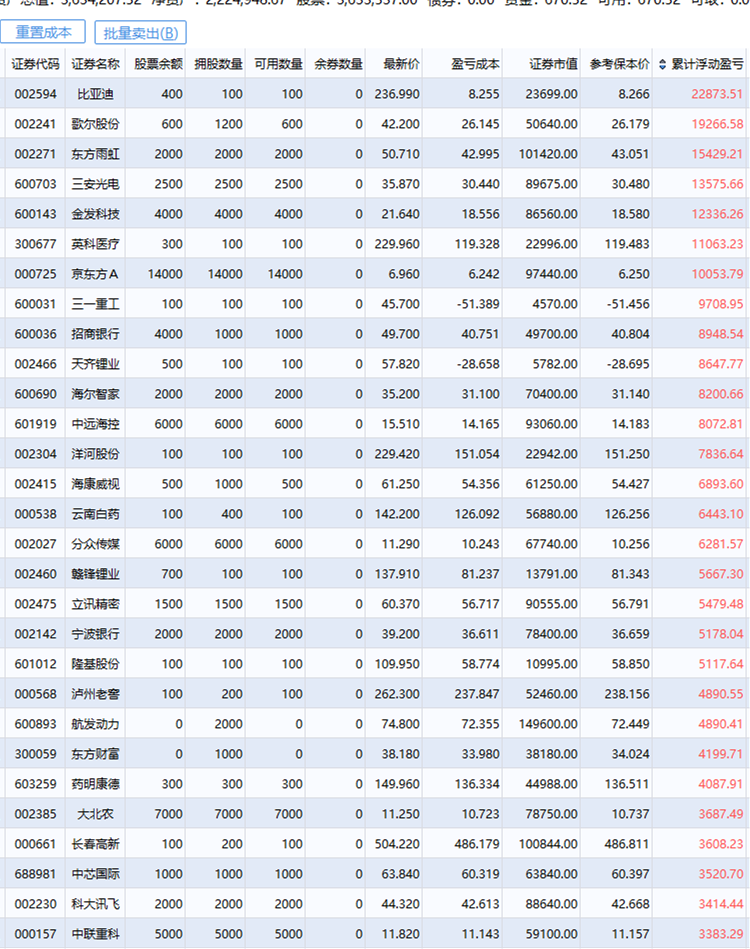 重置成本 批量卖出(B)
证券代码 证券名称 股票余额 拥股数量 可用数量 余券数量 最新价 盈亏成本 证券市值 参考保本价 累计浮动盈亏
002594 比亚迪 400 100 100 0 236.990 8.255 23699.00 8.266 22873.51
002241 歌尔股份 600 1200 600 0 42.200 26.145 50640.00 26.179 19266.58
002271 东方雨虹 2000 2000 2000 0 50.710 42.995 101420.00 43.051 15429.21
600703 三安光电 2500 2500 2500 0 35.870 30.440 89675.00 30.480 13575.66
600143 金发科技 4000 4000 4000 0 21.640 18.556 86560.00 18.580 12336.26
300677 英科医疗 300 100 100 0 229.960 119.328 22996.00 119.483 11063.23
000725 京东方A 14000 14000 14000 0 6.960 6.242 97440.00 6.250 10053.79
600031 三一重工 100 100 100 0 45.700 -51.389 4570.00 -51.456 9708.95
600036 招商银行 4000 1000 1000 0 49.700 40.751 49700.00 40.804 8948.54
002466 天齐锂业 500 100 100 0 57.820 -28.658 5782.00 -28.695 8647.77
600690 海尔智家 2000 2000 2000 0 35.200 31.100 70400.00 31.140 8200.66
601919 中远海控 6000 6000 6000 0 15.510 14.165 93060.00 14.183 8072.81
002304 洋河股份 100 100 100 0 229.420 151.054 22942.00 151.250 7836.64
002415 海康威视 500 1000 500 0 61.250 54.356 61250.00 54.427 6893.60
000538 云南白药 100 400 100 0 142.200 126.092 56880.00 126.256 6443.10
002027 分众传媒 6000 6000 6000 0 11.290 10.243 67740.00 10.256 6281.57
002460 赣锋锂业 700 100 100 0 137.910 81.237 13791.00 81.343 5667.30
002475 立讯精密 1500 1500 1500 0 60.370 56.717 90555.00 56.791 5479.48
002142 宁波银行 2000 2000 2000 0 39.200 36.611 78400.00 36.659 5178.04
601012 隆基股份 100 100 100 0 109.950 58.774 10995.00 58.850 5117.64
000568 泸州老窖 100 200 100 0 262.300 237.847 52460.00 238.156 4890.55
600893 航发动力 0 2000 0 0 74.800 72.355 149600.00 72.449 4890.41
300059 东方财富 0 1000 0 0 38.180 33.980 38180.00 34.024 4199.71
603259 药明康德 300 300 300 0 149.960 136.334 44988.00 136.511 4087.91
002385 大北农 7000 7000 7000 0 11.250 10.723 78750.00 10.737 3687.49
000661 长春高新 100 200 100 0 504.220 486.179 100844.00 486.811 3608.23
688981 中芯国际 1000 1000 1000 0 63.840 60.319 63840.00 60.397 3520.70
002230 科大讯飞 2000 2000 2000 0 44.320 42.613 88640.00 42.668 3414.44
000157 中联重科 5000 5000 5000 0 11.820 11.143 59100.00 11.157 3383.29